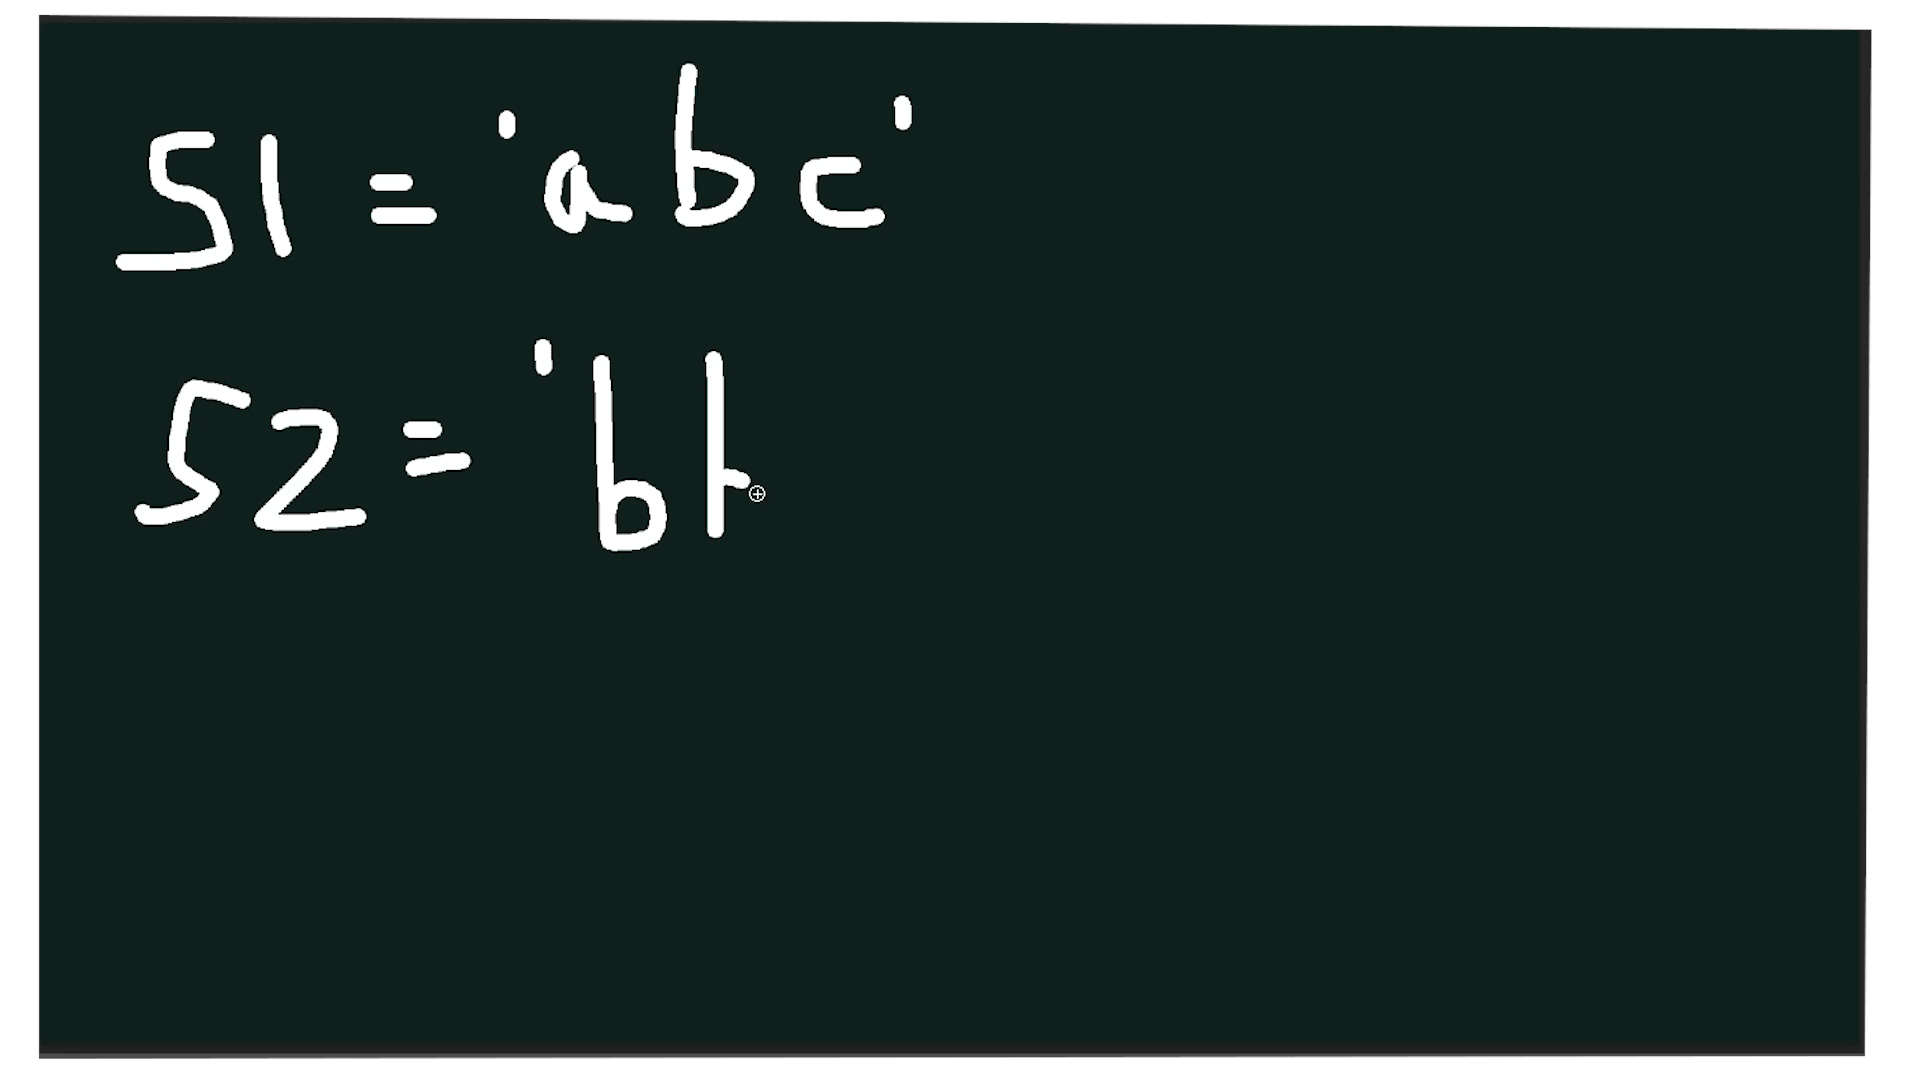 S1 = 'abc'
S2 = 'b